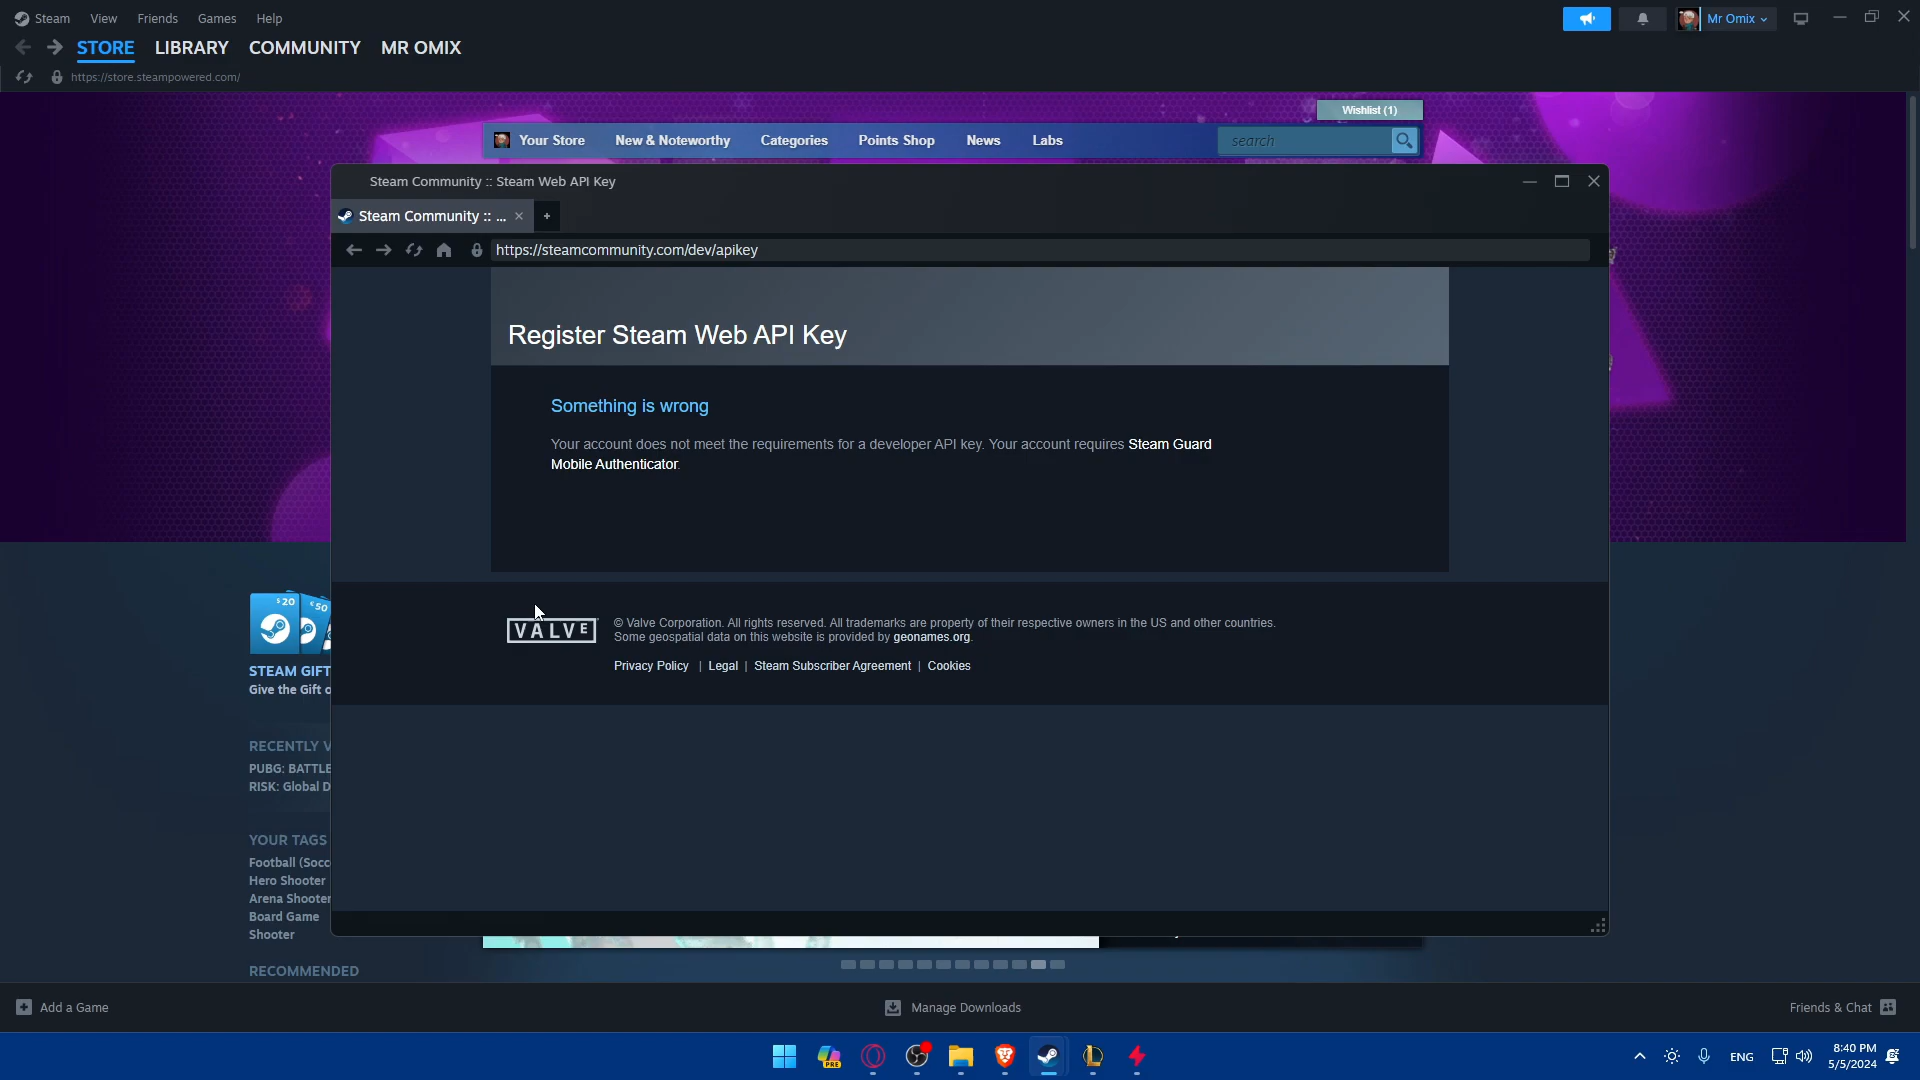 Steam View Friends Games Help
Mr Omix
STORE LIBRARY COMMUNITY MR OMIX
https://store.steampowered.com/
Wishlist (1)
Your Store New & Noteworthy Categories Points Shop News Labs
search
Steam Community :: Steam Web API Key
Steam Community :: ...
https://steamcommunity.com/dev/apikey
Register Steam Web API Key
Something is wrong
Your account does not meet the requirements for a developer API key. Your account requires Steam Guard
Mobile Authenticator.
VALVE
© Valve Corporation. All rights reserved. All trademarks are property of their respective owners in the US and other countries.
Some geospatial data on this website is provided by geonames.org.
Privacy Policy | Legal | Steam Subscriber Agreement | Cookies
$20 €50
STEAM GIFT
Give the Gift
RECENTLY
PUBG: BATTLE
RISK: Global D
YOUR TAGS
Football (Socc
Hero Shooter
Arena Shooter
Board Game
Shooter
RECOMMENDED
Add a Game
Manage Downloads
Friends & Chat
PRE
ENG
8:40 PM
5/5/2024